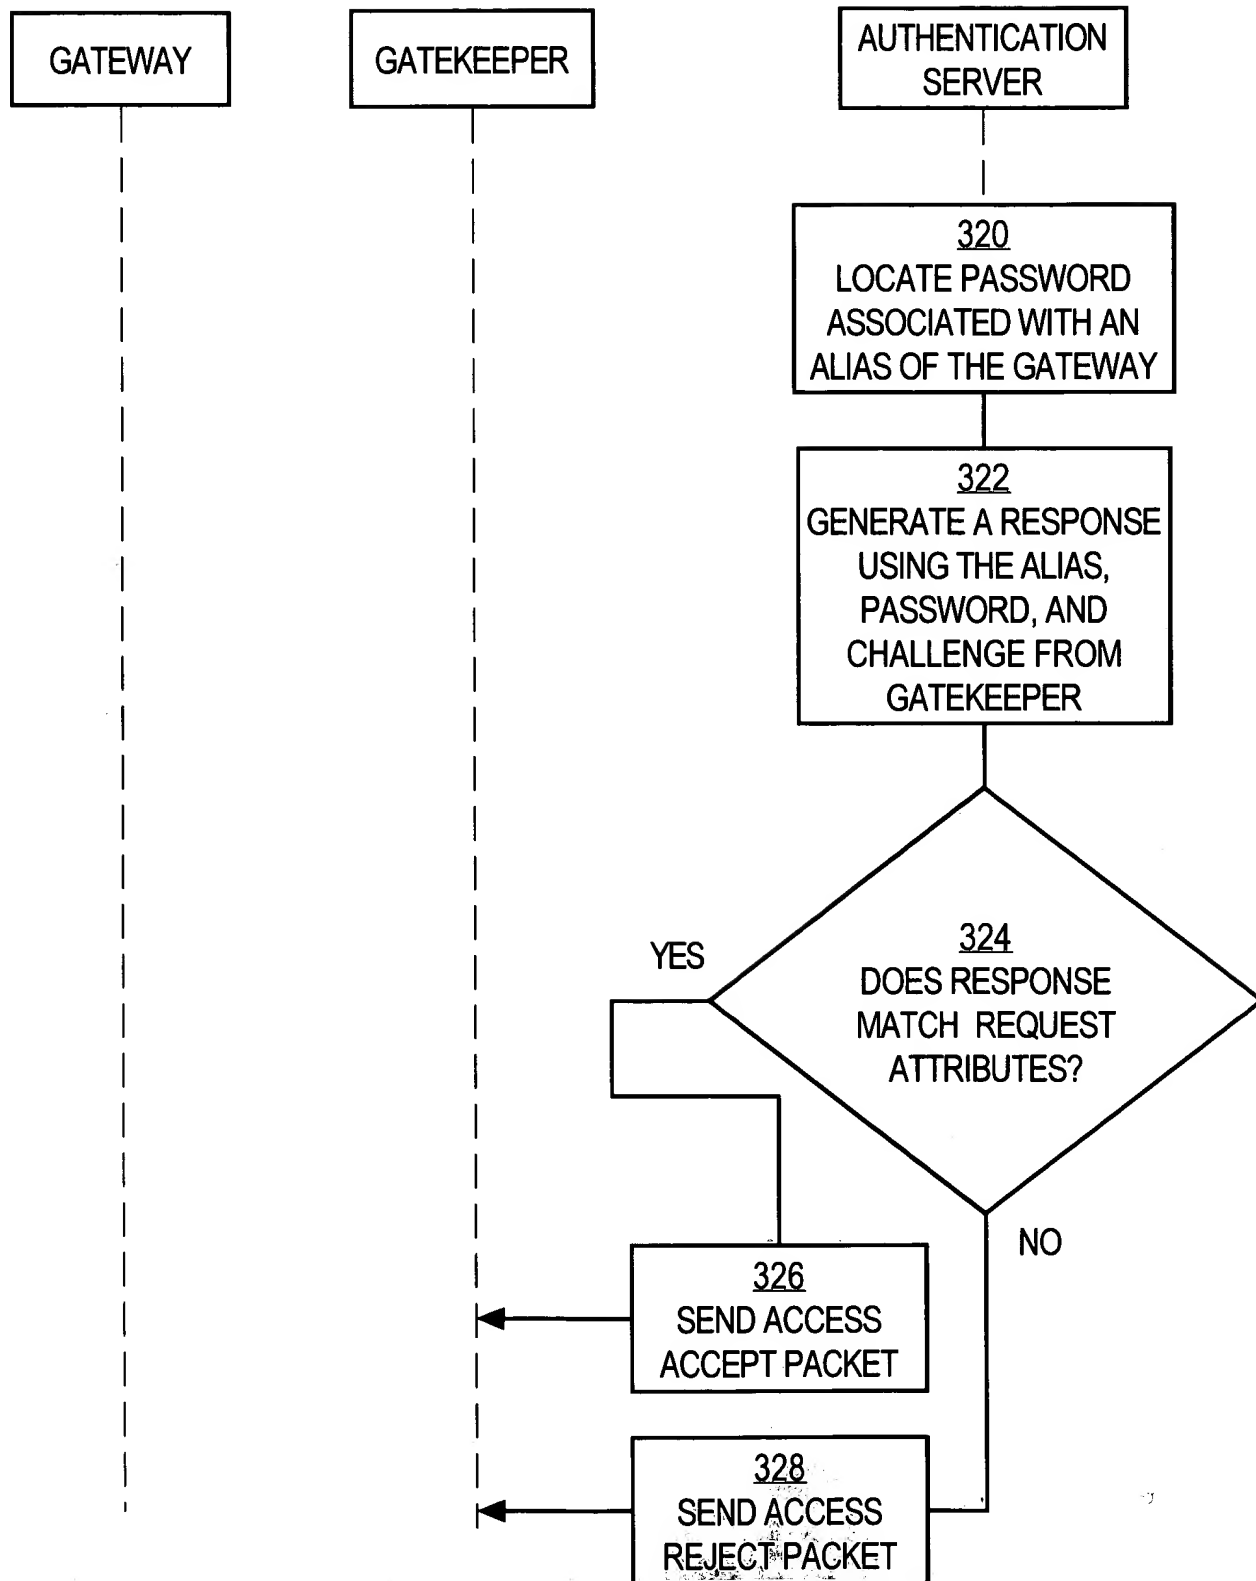 GATEWAY
GATEKEEPER
AUTHENTICATION
SERVER
320
LOCATE PASSWORD
ASSOCIATED WITH AN
ALIAS OF THE GATEWAY
322
GENERATE A RESPONSE
USING THE ALIAS,
PASSWORD, AND
CHALLENGE FROM
GATEKEEPER
YES
324
DOES RESPONSE
MATCH REQUEST
ATTRIBUTES?
NO
326
SEND ACCESS
ACCEPT PACKET
328
SEND ACCESS
REJECT PACKET